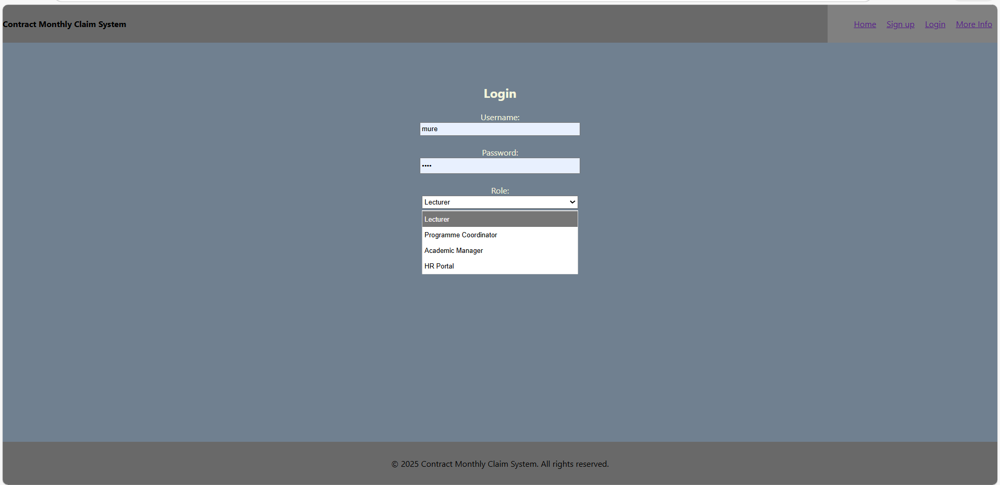 Contract Monthly Claim System
Home Sign up Login More Info
Login
Username:
mure
Password:
••••
Role:
Lecturer
Lecturer
Programme Coordinator
Academic Manager
HR Portal
© 2025 Contract Monthly Claim System. All rights reserved.